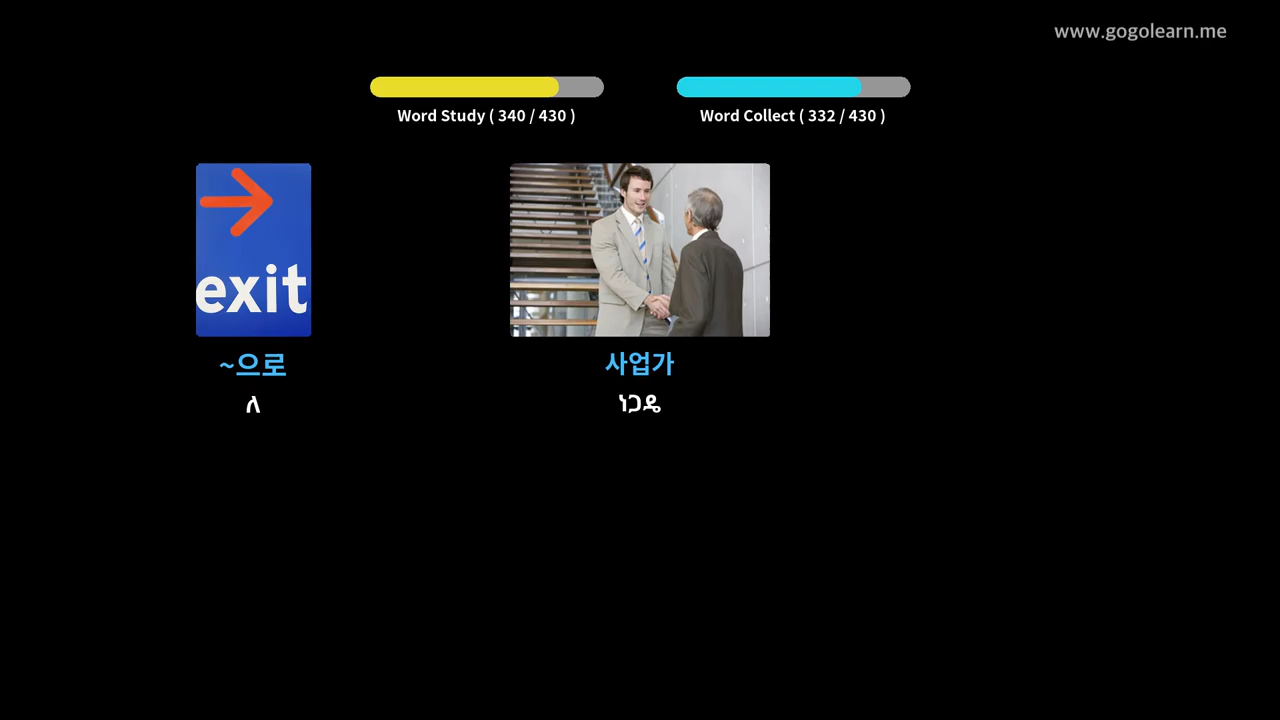 www.gogolearn.me
Word Study ( 340 / 430 )
Word Collect ( 332 / 430 )
exit
~으로
ለ
사업가
ነጋዴ